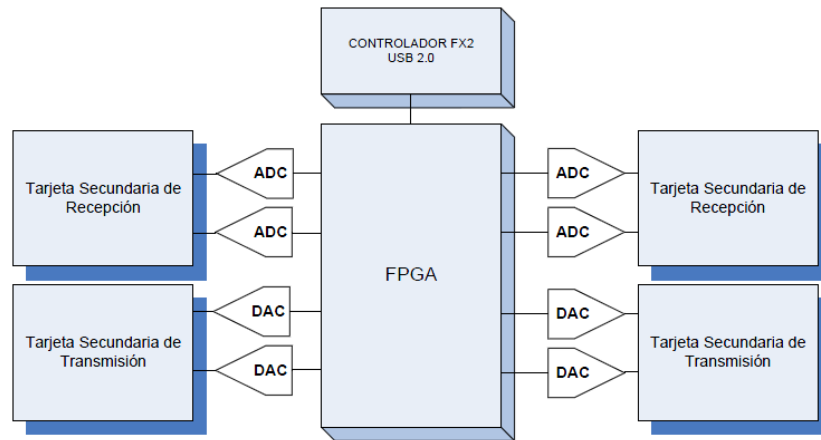 CONTROLADOR FX2
USB 2.0
Tarjeta Secundaria de
Recepción
ADC
ADC
Tarjeta Secundaria de
Transmisión
DAC
DAC
FPGA
ADC
ADC
Tarjeta Secundaria de
Recepción
DAC
DAC
Tarjeta Secundaria de
Transmisión